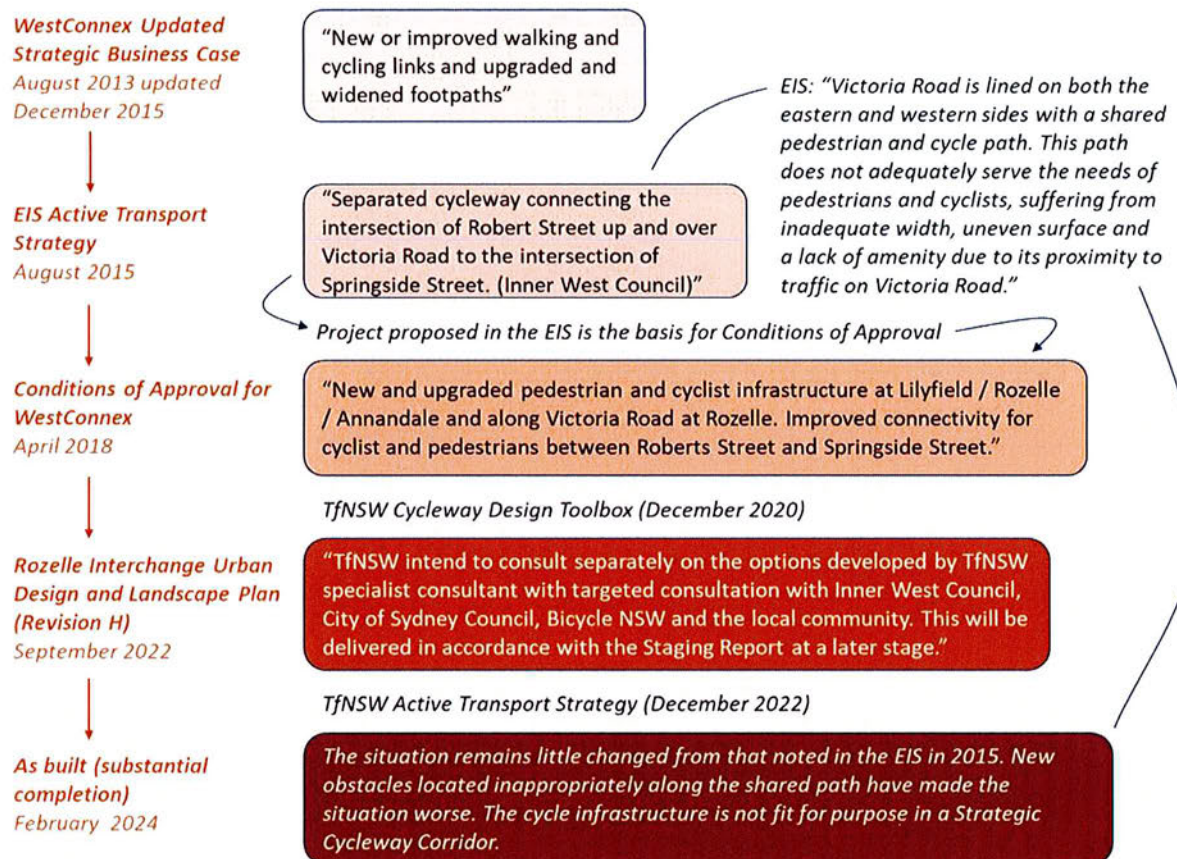 WestConnex Updated
Strategic Business Case
August 2013 updated
December 2015
“New or improved walking and
cycling links and upgraded and
widened footpaths”
EIS: “Victoria Road is lined on both the
eastern and western sides with a shared
pedestrian and cycle path. This path
does not adequately serve the needs of
pedestrians and cyclists, suffering from
inadequate width, uneven surface and
a lack of amenity due to its proximity to
traffic on Victoria Road.”
EIS Active Transport
Strategy
August 2015
“Separated cycleway connecting the
intersection of Robert Street up and over
Victoria Road to the intersection of
Springside Street. (Inner West Council)”
Project proposed in the EIS is the basis for Conditions of Approval
Conditions of Approval for
WestConnex
April 2018
“New and upgraded pedestrian and cyclist infrastructure at Lilyfield / Rozelle
/ Annandale and along Victoria Road at Rozelle. Improved connectivity for
cyclist and pedestrians between Roberts Street and Springside Street.”
TfNSW Cycleway Design Toolbox (December 2020)
Rozelle Interchange Urban
Design and Landscape Plan
(Revision H)
September 2022
“TfNSW intend to consult separately on the options developed by TfNSW
specialist consultant with targeted consultation with Inner West Council,
City of Sydney Council, Bicycle NSW and the local community. This will be
delivered in accordance with the Staging Report at a later stage.”
TfNSW Active Transport Strategy (December 2022)
As built (substantial
completion)
February 2024
The situation remains little changed from that noted in the EIS in 2015. New
obstacles located inappropriately along the shared path have made the
situation worse. The cycle infrastructure is not fit for purpose in a Strategic
Cycleway Corridor.